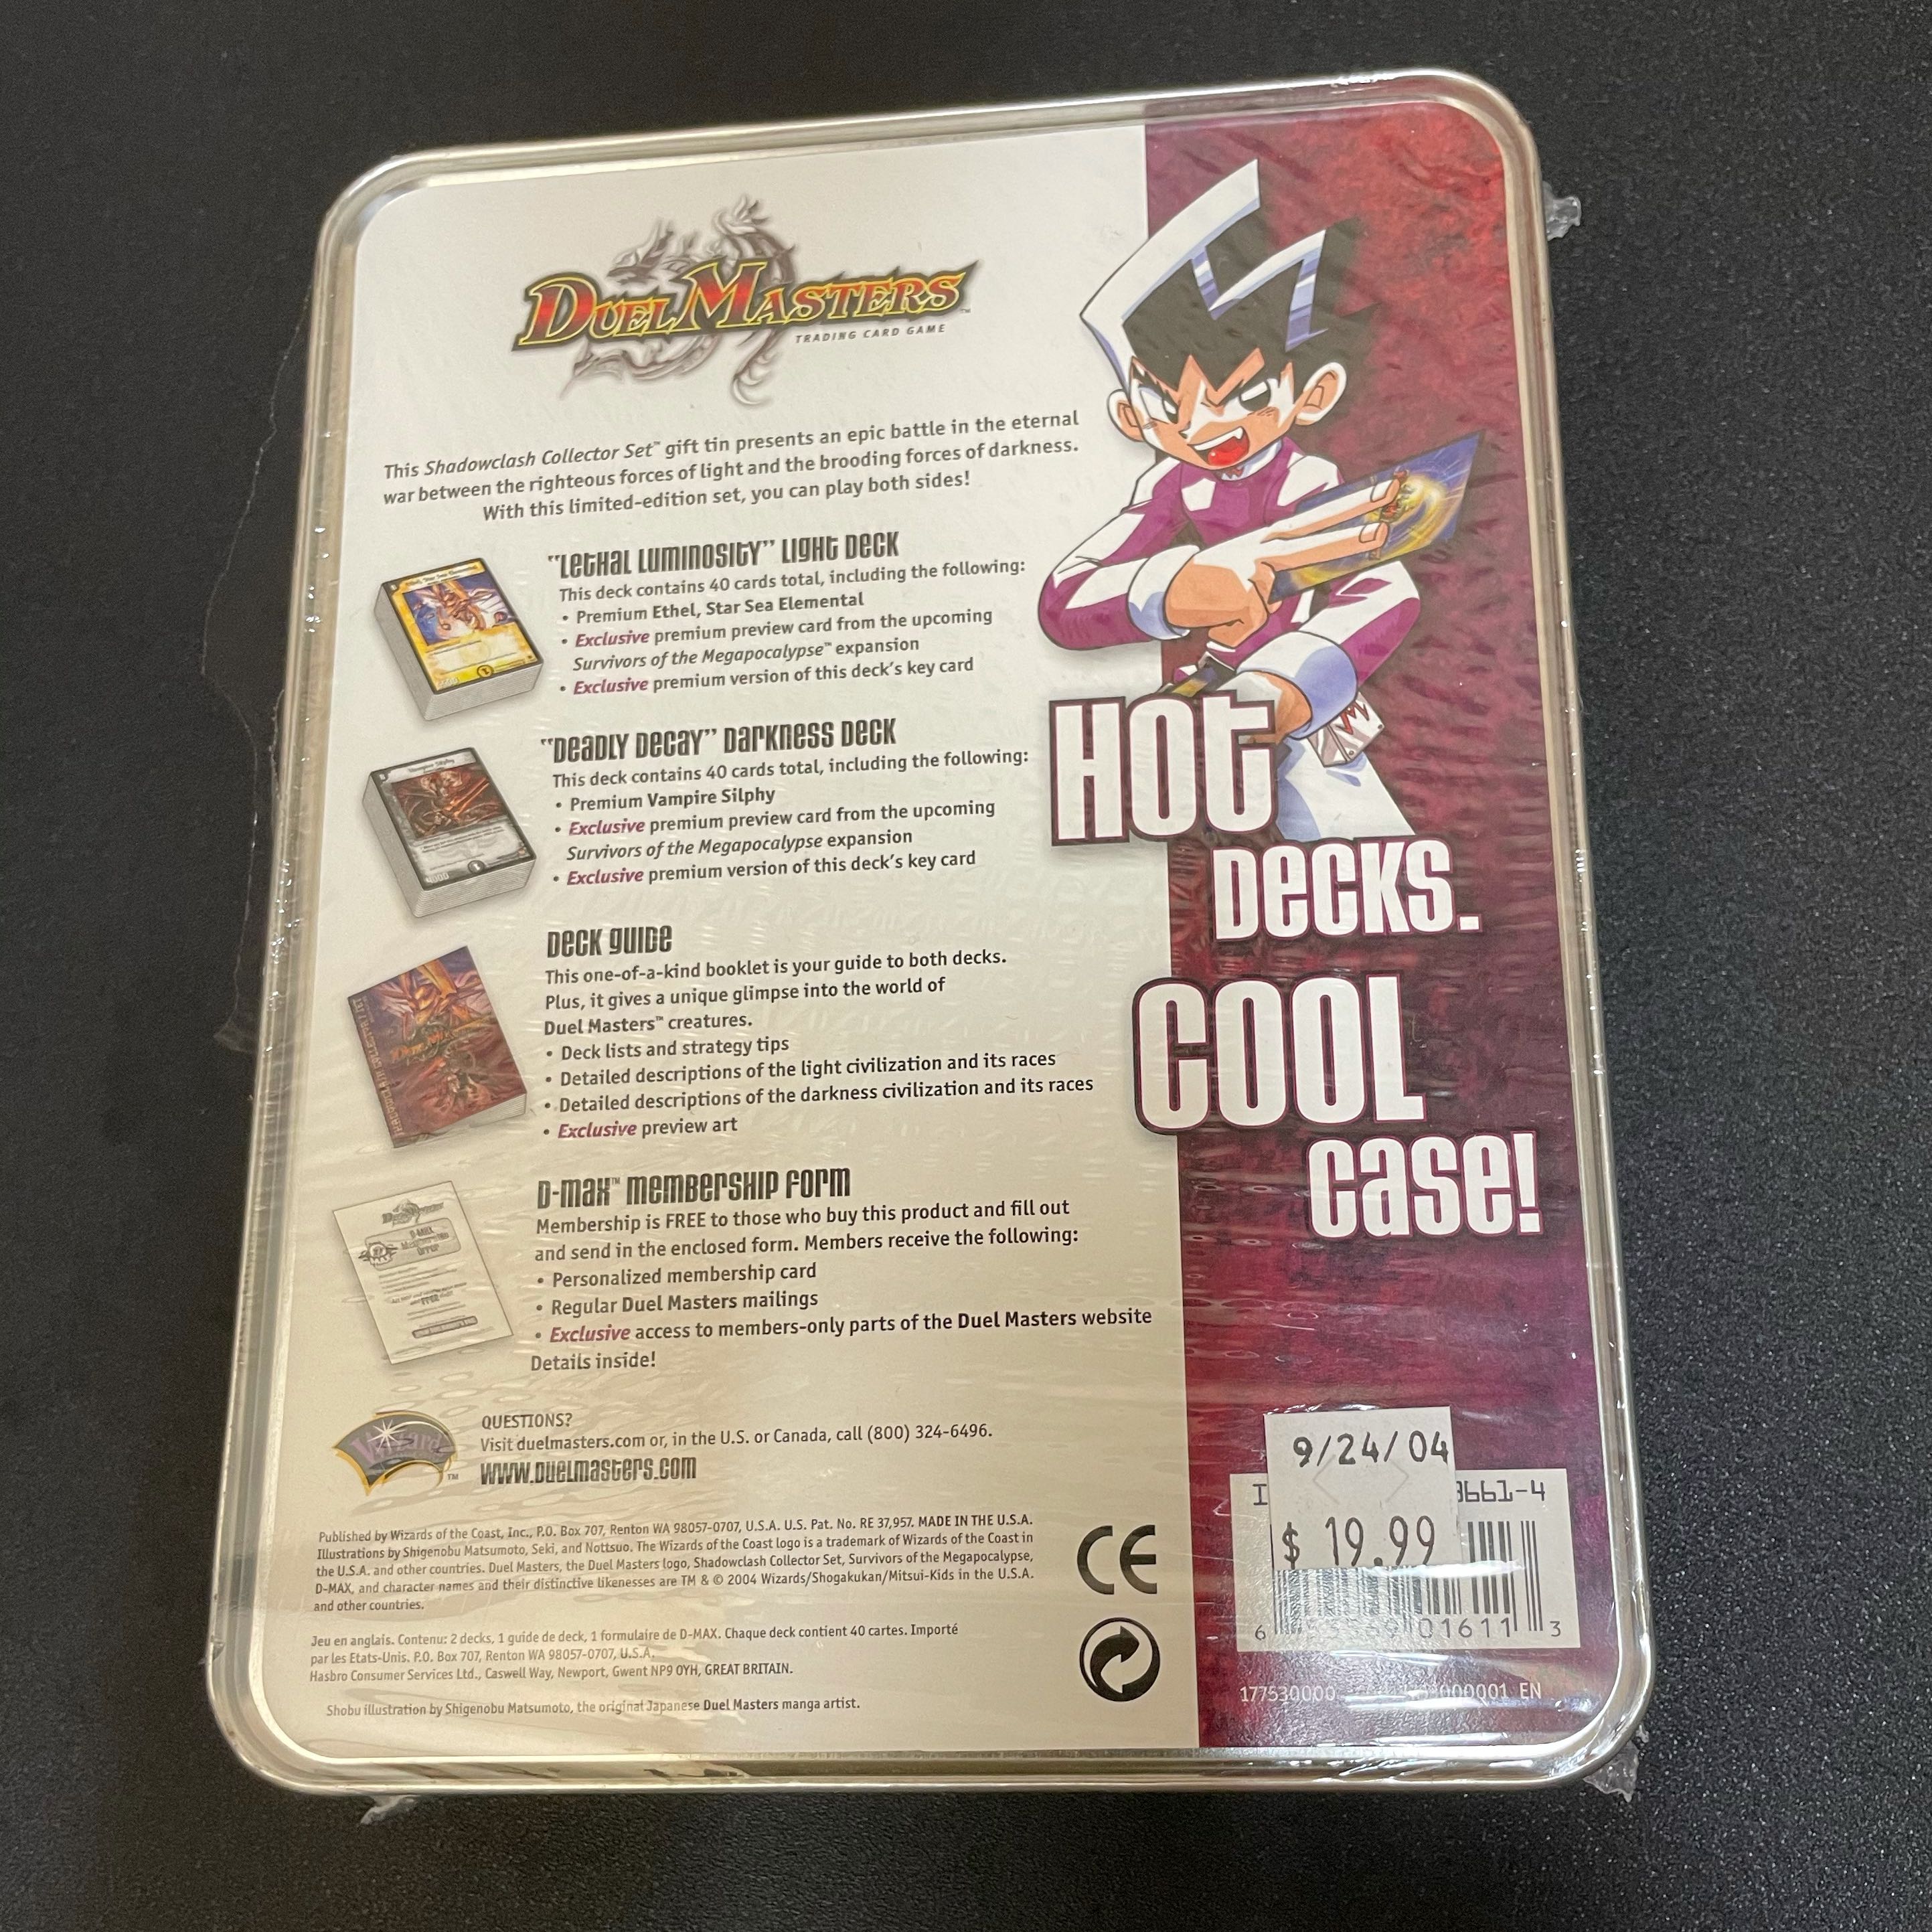 DUEL MASTERS™
TRADING CARD GAME
This Shadowclash Collector Set™ gift tin presents an epic battle in the eternal
war between the righteous forces of light and the brooding forces of darkness.
With this limited-edition set, you can play both sides!
"Lethal Luminosity" Light Deck
This deck contains 40 cards total, including the following:
• Premium Ethel, Star Sea Elemental
• Exclusive premium preview card from the upcoming
Survivors of the Megapocalypse™ expansion
• Exclusive premium version of this deck's key card
"Deadly Decay" Darkness Deck
This deck contains 40 cards total, including the following:
• Premium Vampire Silphy
• Exclusive premium preview card from the upcoming
Survivors of the Megapocalypse expansion
• Exclusive premium version of this deck's key card
Deck Guide
This one-of-a-kind booklet is your guide to both decks.
Plus, it gives a unique glimpse into the world of
Duel Masters™ creatures.
• Deck lists and strategy tips
• Detailed descriptions of the light civilization and its races
• Detailed descriptions of the darkness civilization and its races
• Exclusive preview art
D-MAX™ Membership Form
Membership is FREE to those who buy this product and fill out
and send in the enclosed form. Members receive the following:
• Personalized membership card
• Regular Duel Masters mailings
• Exclusive access to members-only parts of the Duel Masters website
Details inside!
Hot
Decks.
Cool
Case!
QUESTIONS?
Visit duelmasters.com or, in the U.S. or Canada, call (800) 324-6496.
www.duelmasters.com
Published by Wizards of the Coast, Inc., P.O. Box 707, Renton WA 98057-0707, U.S.A. U.S. Pat. No. RE 37,957. MADE IN THE U.S.A.
Illustrations by Shigenobu Matsumoto, Seki, and Nottsuo. The Wizards of the Coast logo is a trademark of Wizards of the Coast in
the U.S.A. and other countries. Duel Masters, the Duel Masters logo, Shadowclash Collector Set, Survivors of the Megapocalypse,
D-MAX, and character names and their distinctive likenesses are TM & © 2004 Wizards/Shogakukan/Mitsui-Kids in the U.S.A.
and other countries.
Jeu en anglais. Contenu: 2 decks, 1 guide de deck, 1 formulaire de D-MAX. Chaque deck contient 40 cartes. Importé
par les Etats-Unis. P.O. Box 707, Renton WA 98057-0707, U.S.A.
Hasbro Consumer Services Ltd., Caswell Way, Newport, Gwent NP9 0YH, GREAT BRITAIN.
Shobu illustration by Shigenobu Matsumoto, the original Japanese Duel Masters manga artist.
CE
9/24/04
$ 19.99
661-4
01611 3
177530000
000001 EN